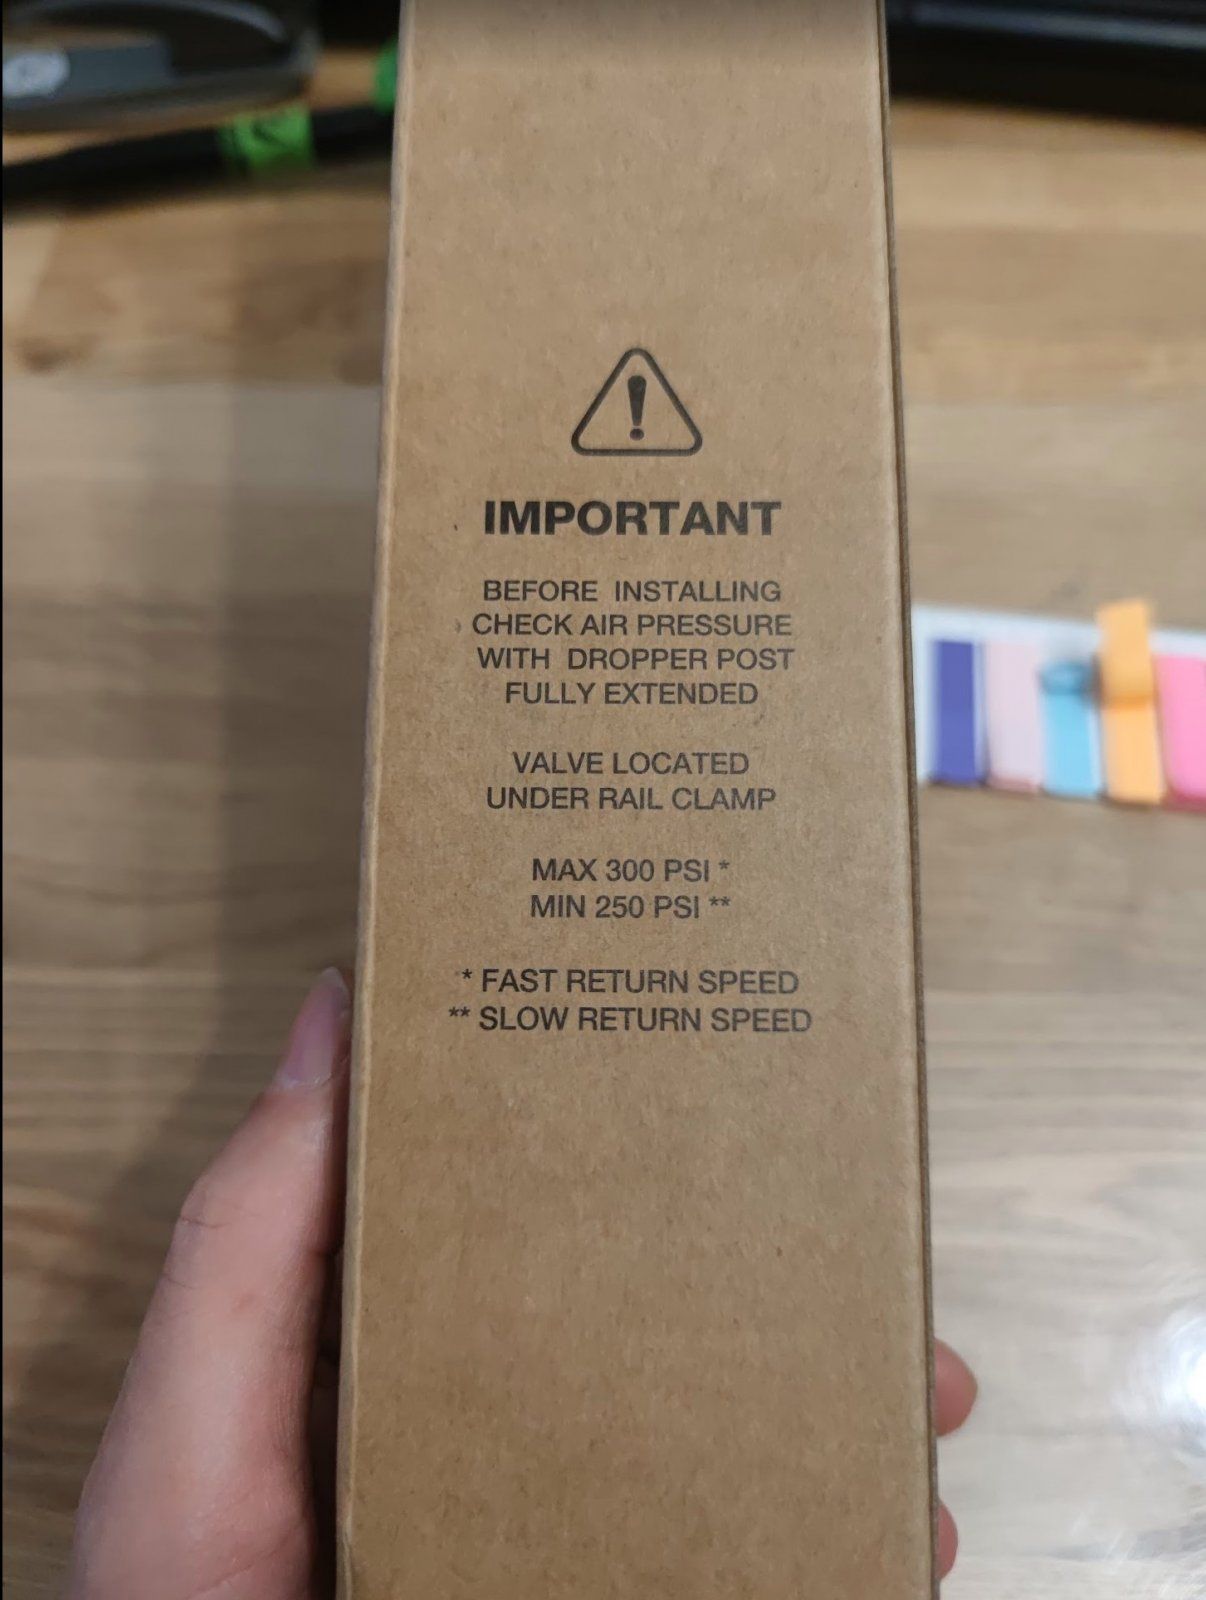 IMPORTANT
BEFORE INSTALLING
CHECK AIR PRESSURE
WITH DROPPER POST
FULLY EXTENDED
VALVE LOCATED
UNDER RAIL CLAMP
MAX 300 PSI *
MIN 250 PSI **
* FAST RETURN SPEED
** SLOW RETURN SPEED